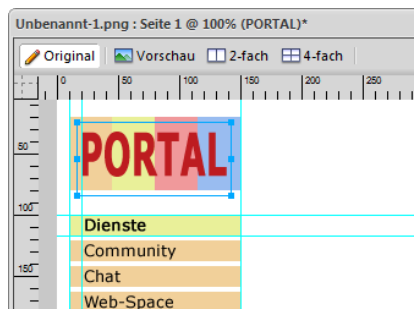 Unbenannt-1.png : Seite 1 @ 100% (PORTAL)*
Original Vorschau 2-fach 4-fach
0 50 100 150 200 250
50
100
150
PORTAL
Dienste
Community
Chat
Web-Space